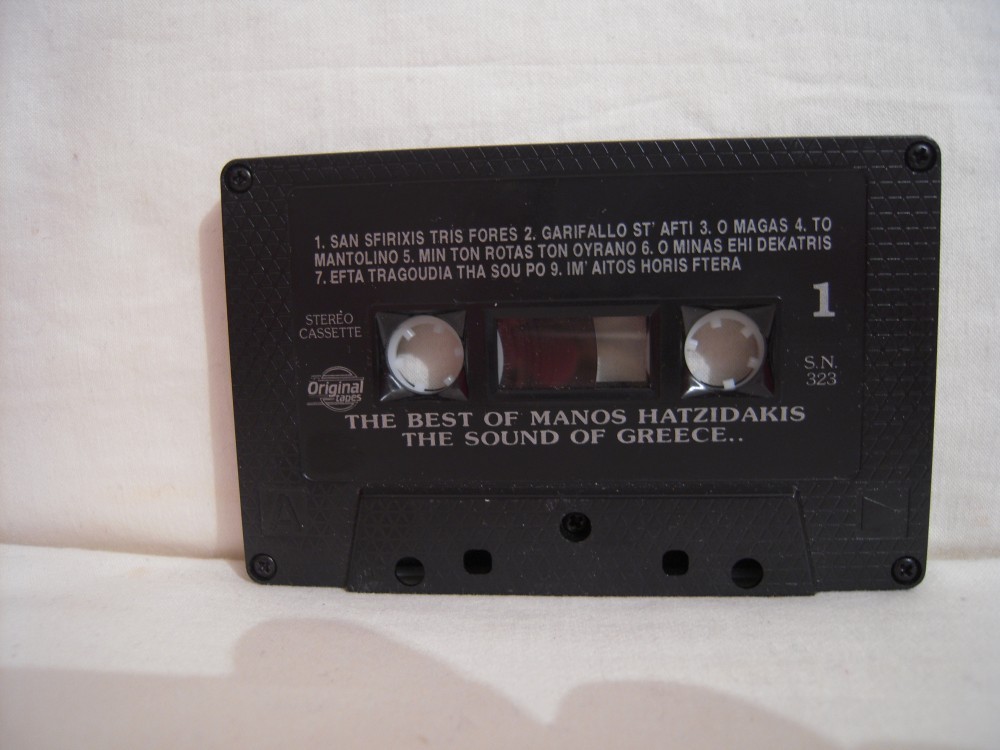 1. SAN SFIRIXIS TRIS FORES 2. GARIFALLO ST' AFTI 3. O MAGAS 4. TO
MANTOLINO 5. MIN TON ROTAS TON OYRANO 6. O MINAS EHI DEKATRIS
7. EFTA TRAGOUDIA THA SOU PO 9. IM' AITOS HORIS FTERA
1
STEREO
CASSETTE
S.N.
323
Original
tapes
THE BEST OF MANOS HATZIDAKIS
THE SOUND OF GREECE..
A